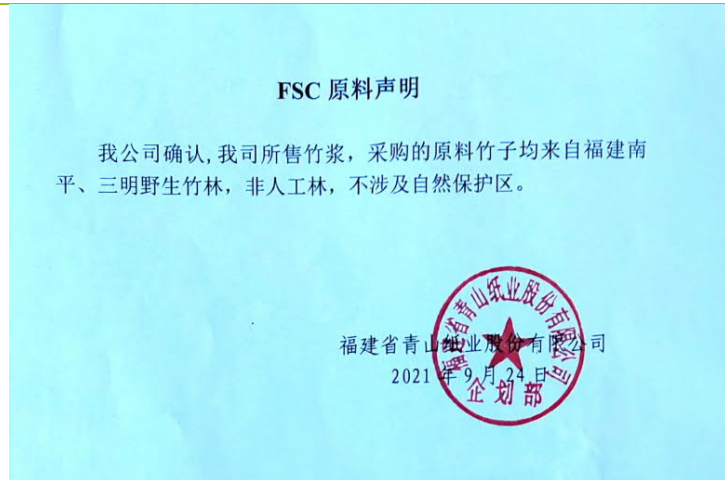 FSC 原料声明
我公司确认,我司所售竹浆，采购的原料竹子均来自福建南
平、三明野生竹林，非人工林，不涉及自然保护区。
福建省青山纸业股份有限公司
2021 年 9 月 24 日
福建省青山纸业股份有限公司
企划部